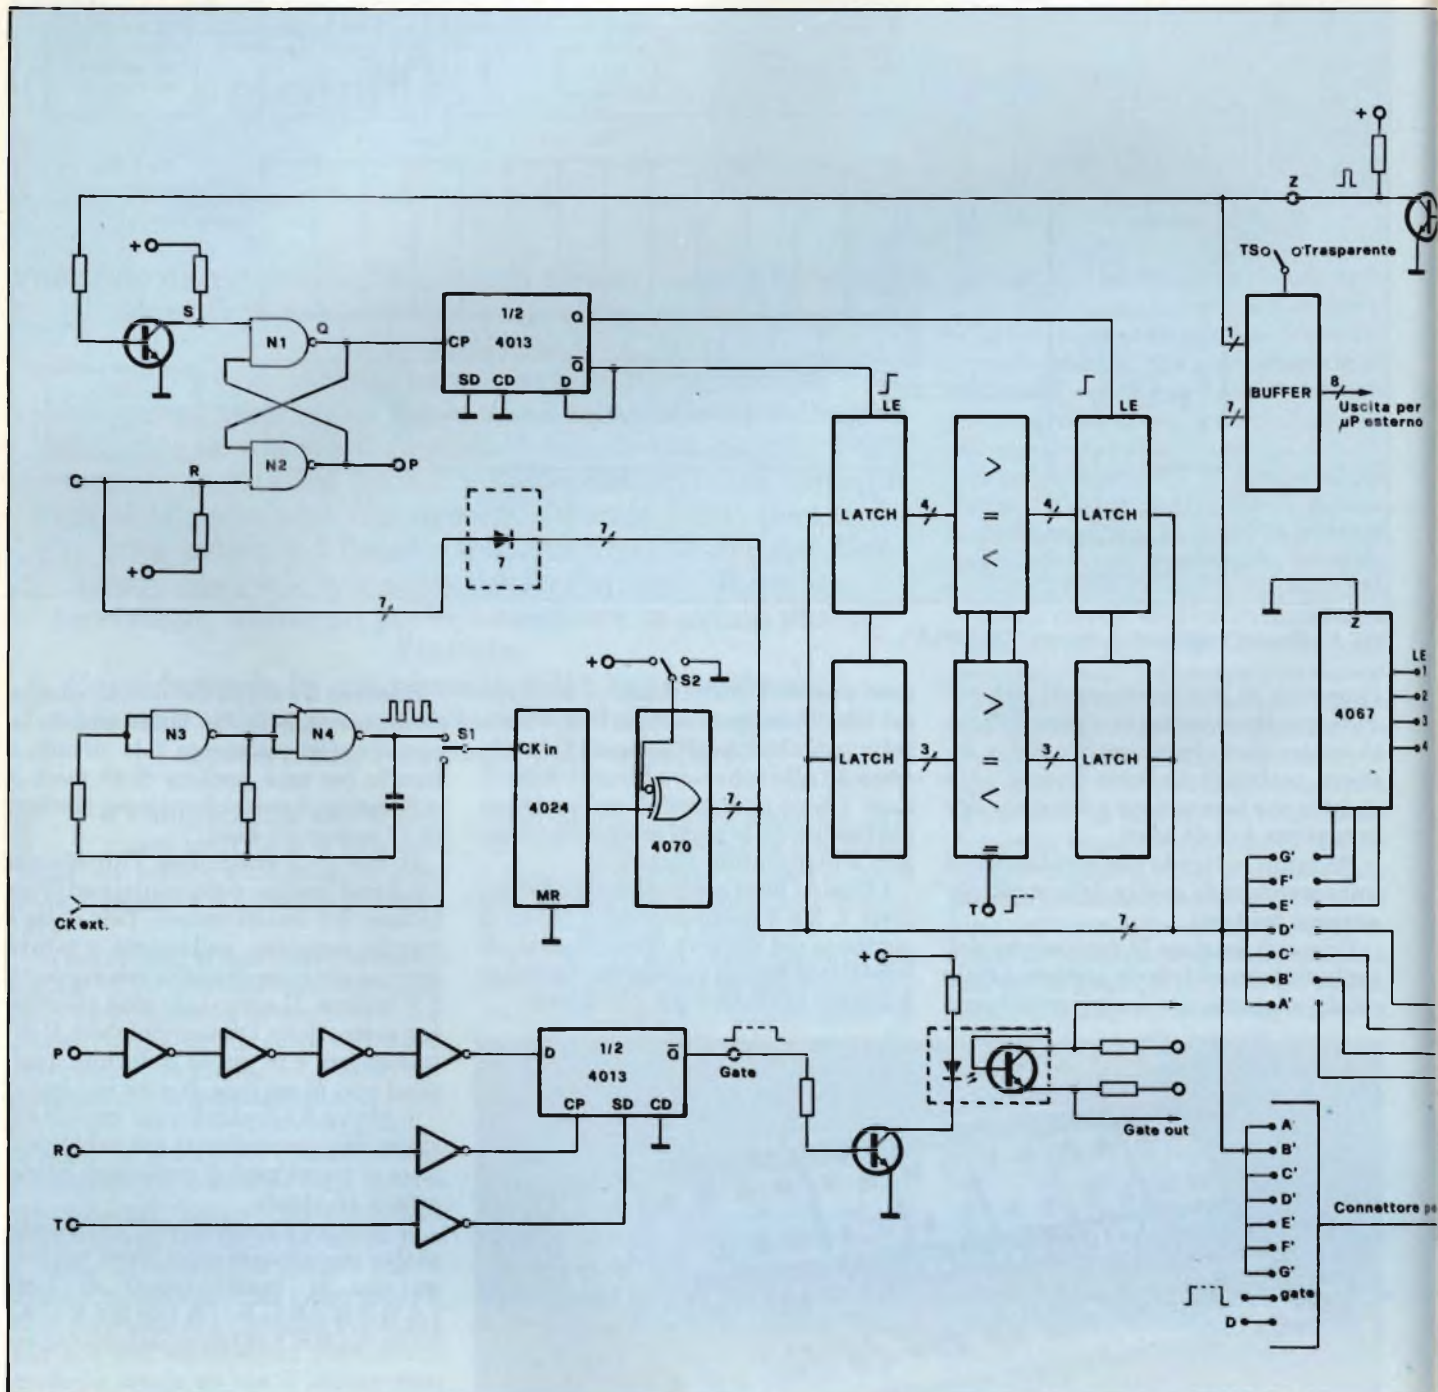 +
Z
TS
Trasparente
+
S
N1
Q
1/2
4013
CP
Q
Q̅
SD
CD
D
LE
LE
1
7
BUFFER
8
Uscita per
µP esterno
R
N2
P
+
7
7
7
LATCH
4
>
=
<
4
LATCH
Z
4067
LE
1
2
3
4
N3
N4
S1
+
S2
CK in
4024
MR
4070
7
LATCH
3
>
=
<
=
3
LATCH
CK ext.
T
7
G'
F'
E'
D'
C'
B'
A'
+
P
D
1/2
4013
Q̅
CP
SD
CD
Gate
R
T
Gate out
A
B'
C'
D'
E'
F'
G'
gate
D
Connettore